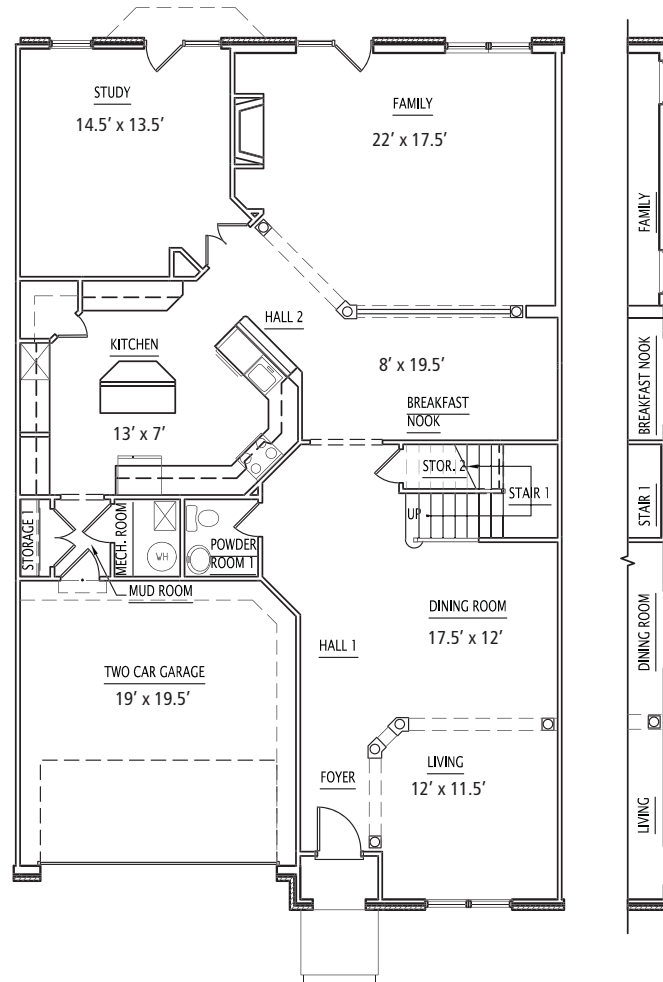 STUDY
14.5’ x 13.5’
FAMILY
22’ x 17.5’
HALL 2
KITCHEN
13’ x 7’
8’ x 19.5’
BREAKFAST
NOOK
STOR. 2
STAIR 1
UP
STORAGE 1
MECH. ROOM
WH
POWDER
ROOM 1
MUD ROOM
DINING ROOM
17.5’ x 12’
HALL 1
TWO CAR GARAGE
19’ x 19.5’
FOYER
LIVING
12’ x 11.5’
FAMILY
BREAKFAST NOOK
STAIR 1
DINING ROOM
LIVING